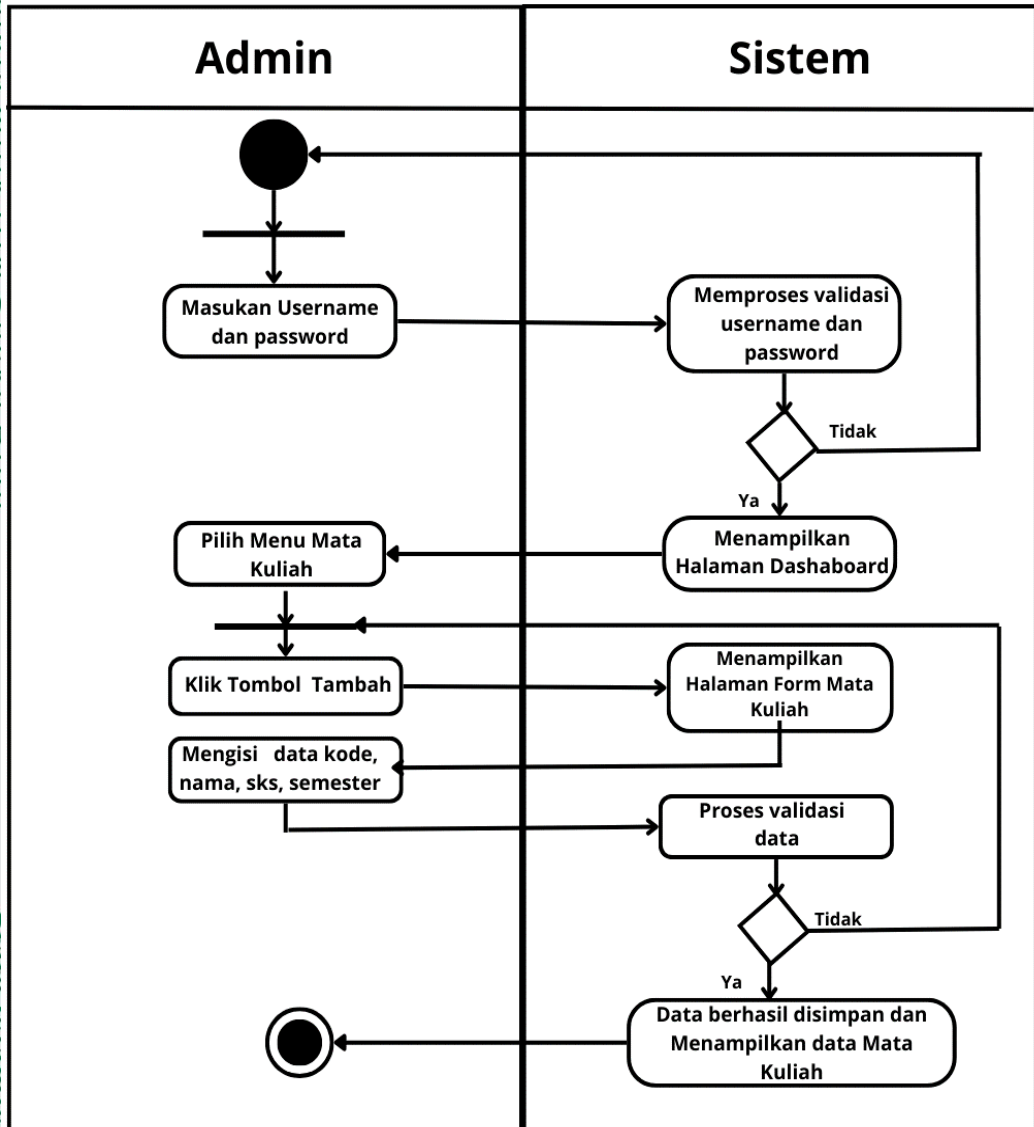 Admin
Sistem
Masukan Username
dan password
Memproses validasi
username dan
password
Tidak
Ya
Menampilkan
Halaman Dashaboard
Pilih Menu Mata
Kuliah
Klik Tombol Tambah
Menampilkan
Halaman Form Mata
Kuliah
Mengisi data kode,
nama, sks, semester
Proses validasi
data
Tidak
Ya
Data berhasil disimpan dan
Menampilkan data Mata
Kuliah